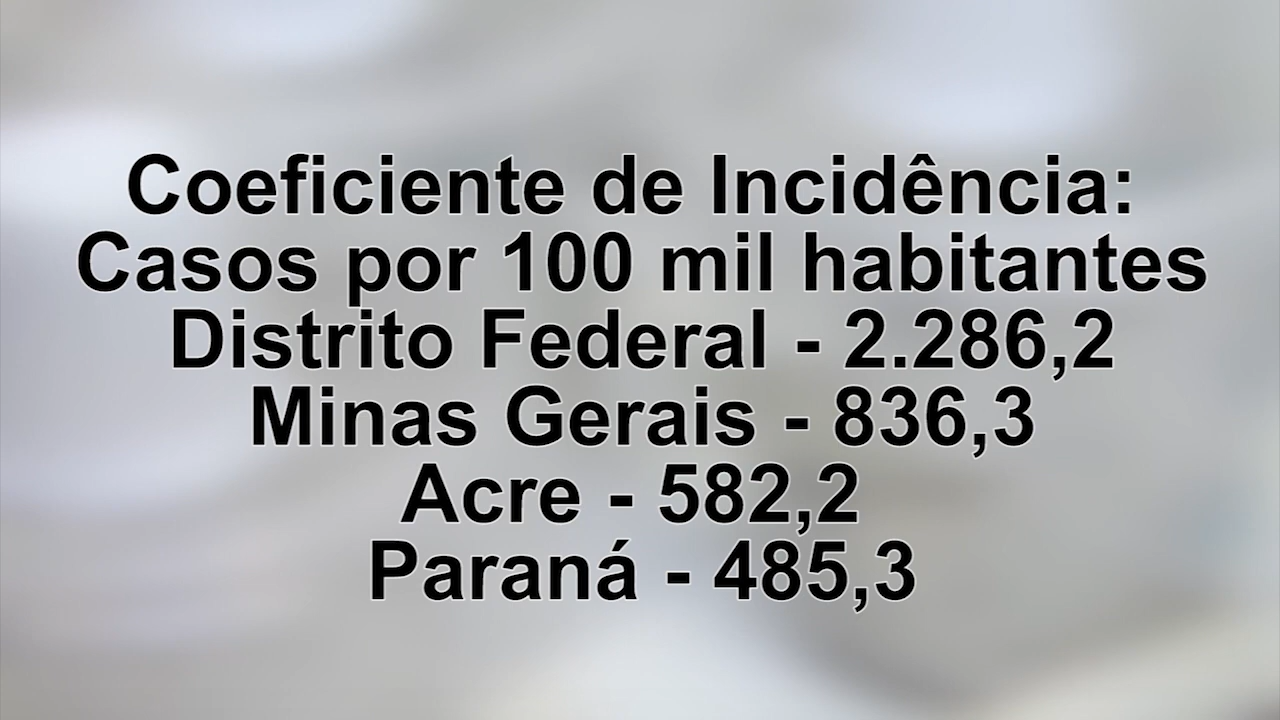 Coeficiente de Incidência:
Casos por 100 mil habitantes
Distrito Federal - 2.286,2
Minas Gerais - 836,3
Acre - 582,2
Paraná - 485,3